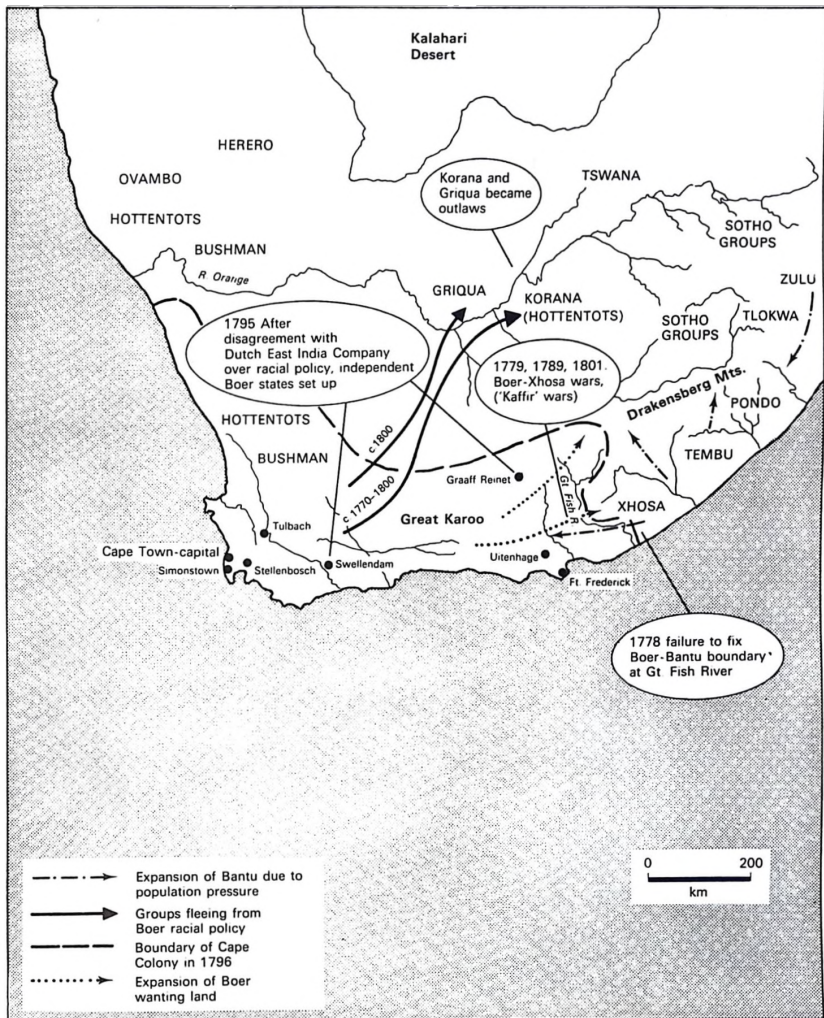 Kalahari
Desert
HERERO
OVAMBO
HOTTENTOTS
BUSHMAN
R. Orange
Korana and
Griqua became
outlaws
TSWANA
SOTHO
GROUPS
ZULU
GRIQUA
KORANA
(HOTTENTOTS)
SOTHO
GROUPS
TLOKWA
1795 After
disagreement with
Dutch East India Company
over racial policy, independent
Boer states set up
1779, 1789, 1801.
Boer-Xhosa wars,
('Kaffir' wars)
Drakensberg Mts.
PONDO
TEMBU
HOTTENTOTS
BUSHMAN
c 1800
c 1770-1800
Graaff Reinet
Gt Fish R
XHOSA
Great Karoo
Tulbach
Cape Town-capital
Simonstown
Stellenbosch
Swellendam
Uitenhage
Ft. Frederick
1778 failure to fix
Boer-Bantu boundary
at Gt Fish River
Expansion of Bantu due to
population pressure
Groups fleeing from
Boer racial policy
Boundary of Cape
Colony in 1796
Expansion of Boer
wanting land
0 200
km